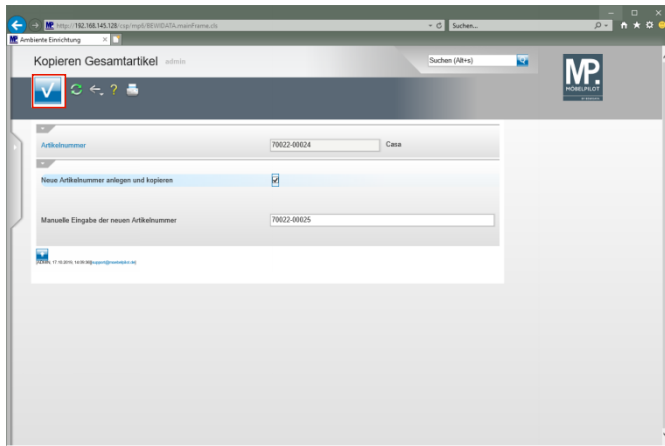 http://192.168.145.128/csp/mp6/BEWIDATA.mainFrame.cls
Suchen...
Ambiente Einrichtung
Kopieren Gesamtartikel admin
Suchen (Alt+s)
MP.
MÖBELPILOT
Artikelnummer
70022-00024
Casa
Neue Artikelnummer anlegen und kopieren
Manuelle Eingabe der neuen Artikelnummer
70022-00025